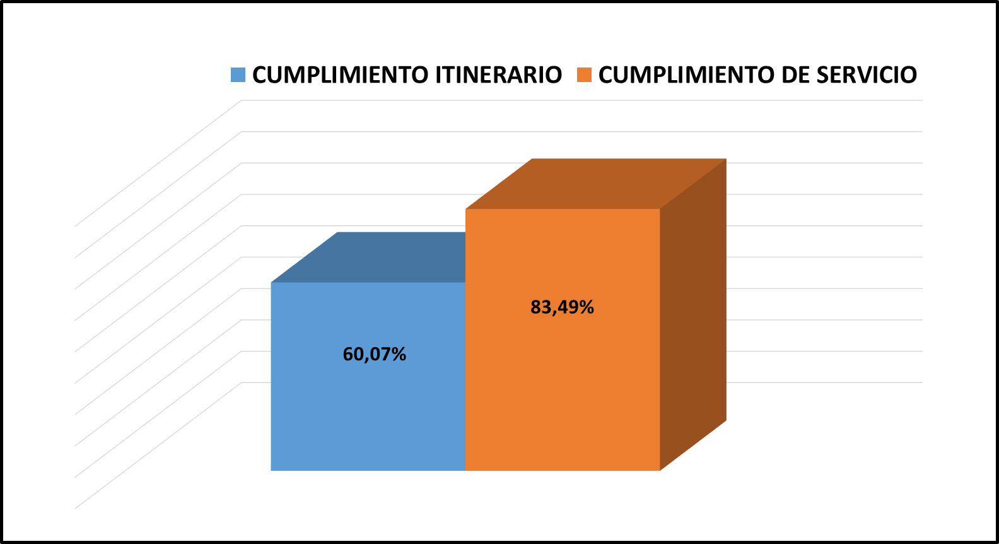 CUMPLIMIENTO ITINERARIO CUMPLIMIENTO DE SERVICIO
83,49%
60,07%